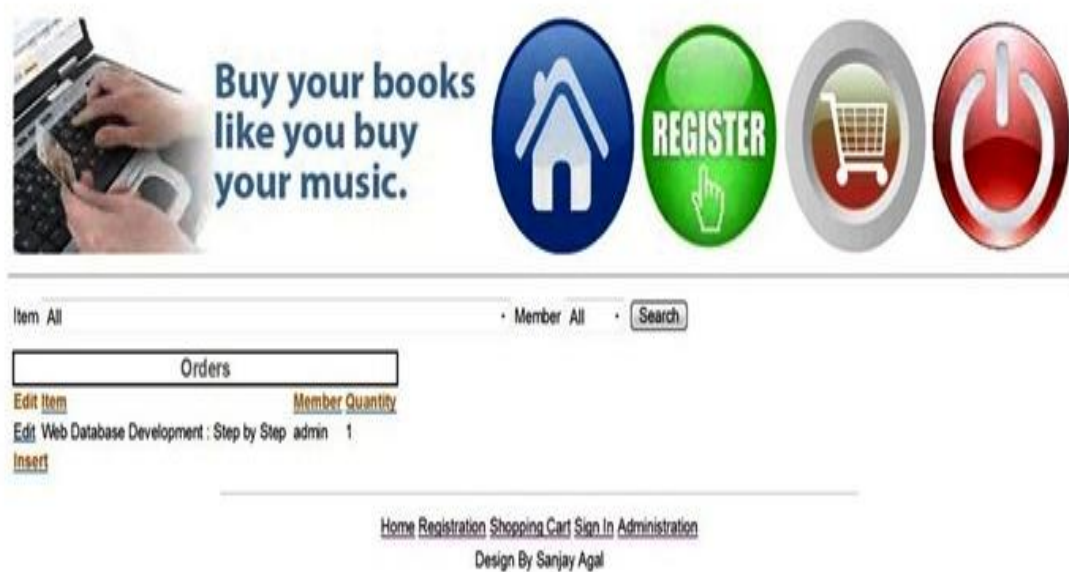 Buy your books
like you buy
your music.
REGISTER
Item All Member All Search
Orders
Edit Item Member Quantity
Edit Web Database Development : Step by Step admin 1
Insert
Home Registration Shopping Cart Sign In Administration
Design By Sanjay Agal